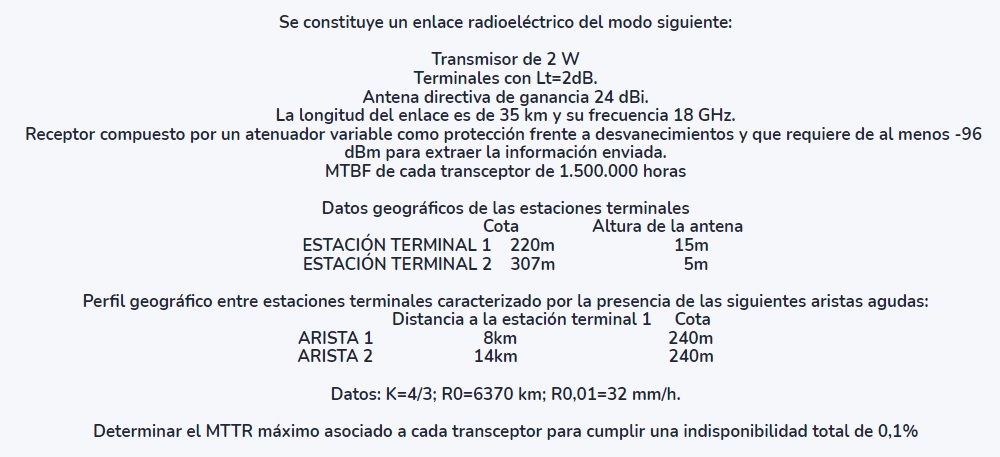 Se constituye un enlace radioeléctrico del modo siguiente:
Transmisor de 2 W
Terminales con Lt=2dB.
Antena directiva de ganancia 24 dBi.
La longitud del enlace es de 35 km y su frecuencia 18 GHz.
Receptor compuesto por un atenuador variable como protección frente a desvanecimientos y que requiere de al menos -96
dBm para extraer la información enviada.
MTBF de cada transceptor de 1.500.000 horas
Datos geográficos de las estaciones terminales
Cota Altura de la antena
ESTACIÓN TERMINAL 1 220m 15m
ESTACIÓN TERMINAL 2 307m 5m
Perfil geográfico entre estaciones terminales caracterizado por la presencia de las siguientes aristas agudas:
Distancia a la estación terminal 1 Cota
ARISTA 1 8km 240m
ARISTA 2 14km 240m
Datos: K=4/3; R0=6370 km; R0,01=32 mm/h.
Determinar el MTTR máximo asociado a cada transceptor para cumplir una indisponibilidad total de 0,1%